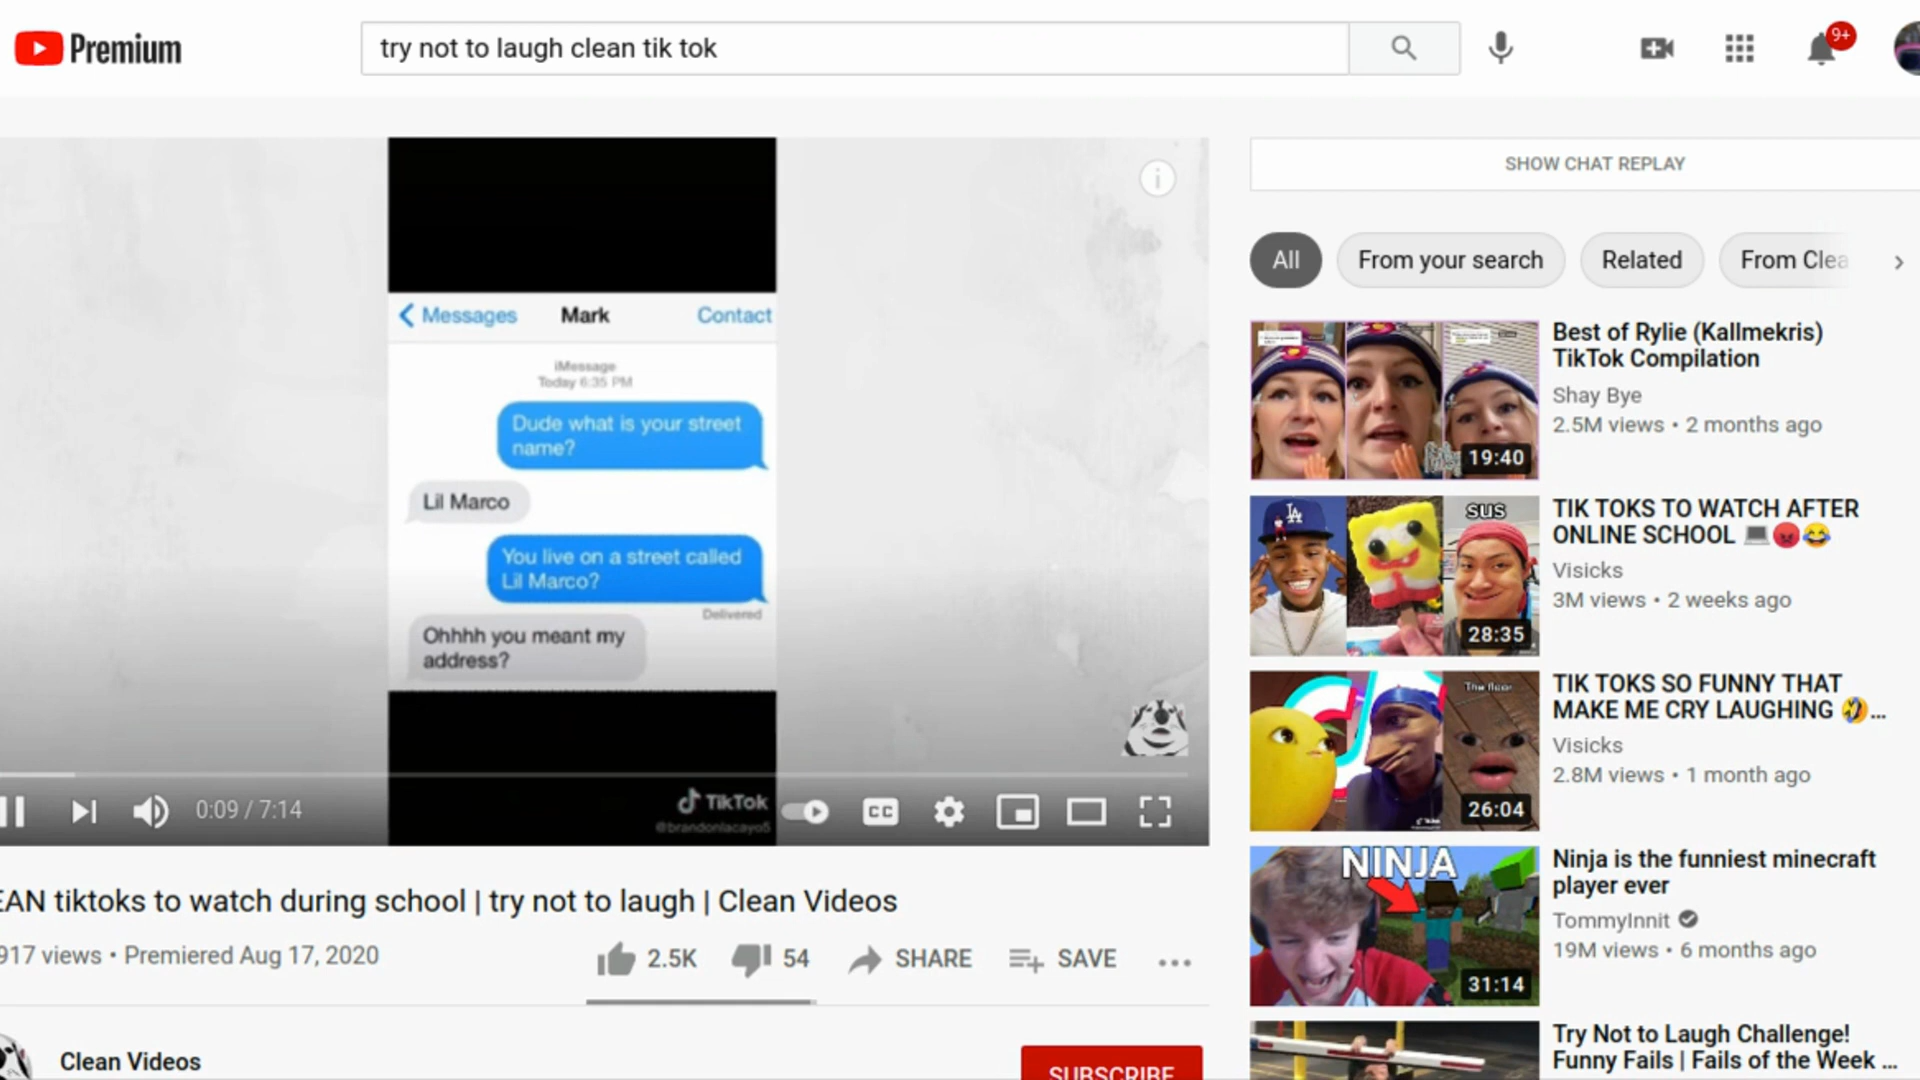 Premium
try not to laugh clean tik tok
9+
SHOW CHAT REPLAY
All
From your search
Related
From Clea
Messages
Mark
Contact
iMessage
Today 6:35 PM
Dude what is your street
name?
Lil Marco
You live on a street called
Lil Marco?
Delivered
Ohhhh you meant my
address?
TikTok
@brandonlacayo5
0:09 / 7:14
CC
EAN tiktoks to watch during school | try not to laugh | Clean Videos
917 views • Premiered Aug 17, 2020
2.5K
54
SHARE
SAVE
Clean Videos
SUBSCRIBE
19:40
Best of Rylie (Kallmekris)
TikTok Compilation
Shay Bye
2.5M views • 2 months ago
LA
SUS
28:35
TIK TOKS TO WATCH AFTER
ONLINE SCHOOL 💻😡😂
Visicks
3M views • 2 weeks ago
The floor
26:04
TIK TOKS SO FUNNY THAT
MAKE ME CRY LAUGHING 🤣...
Visicks
2.8M views • 1 month ago
NINJA
31:14
Ninja is the funniest minecraft
player ever
TommyInnit
19M views • 6 months ago
Try Not to Laugh Challenge!
Funny Fails | Fails of the Week ...